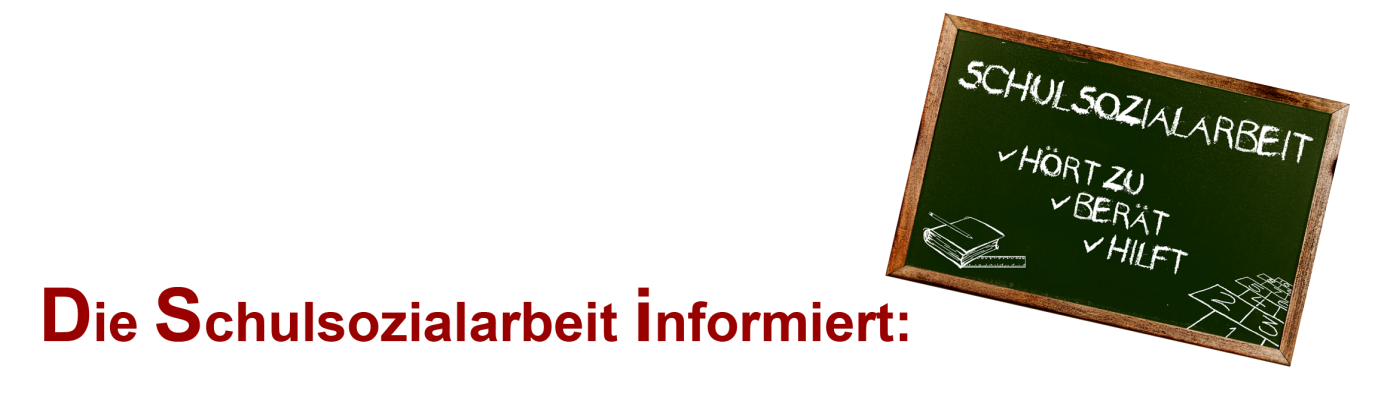 SCHULSOZIALARBEIT
✓HÖRT ZU
✓BERÄT
✓HILFT
Die Schulsozialarbeit informiert: